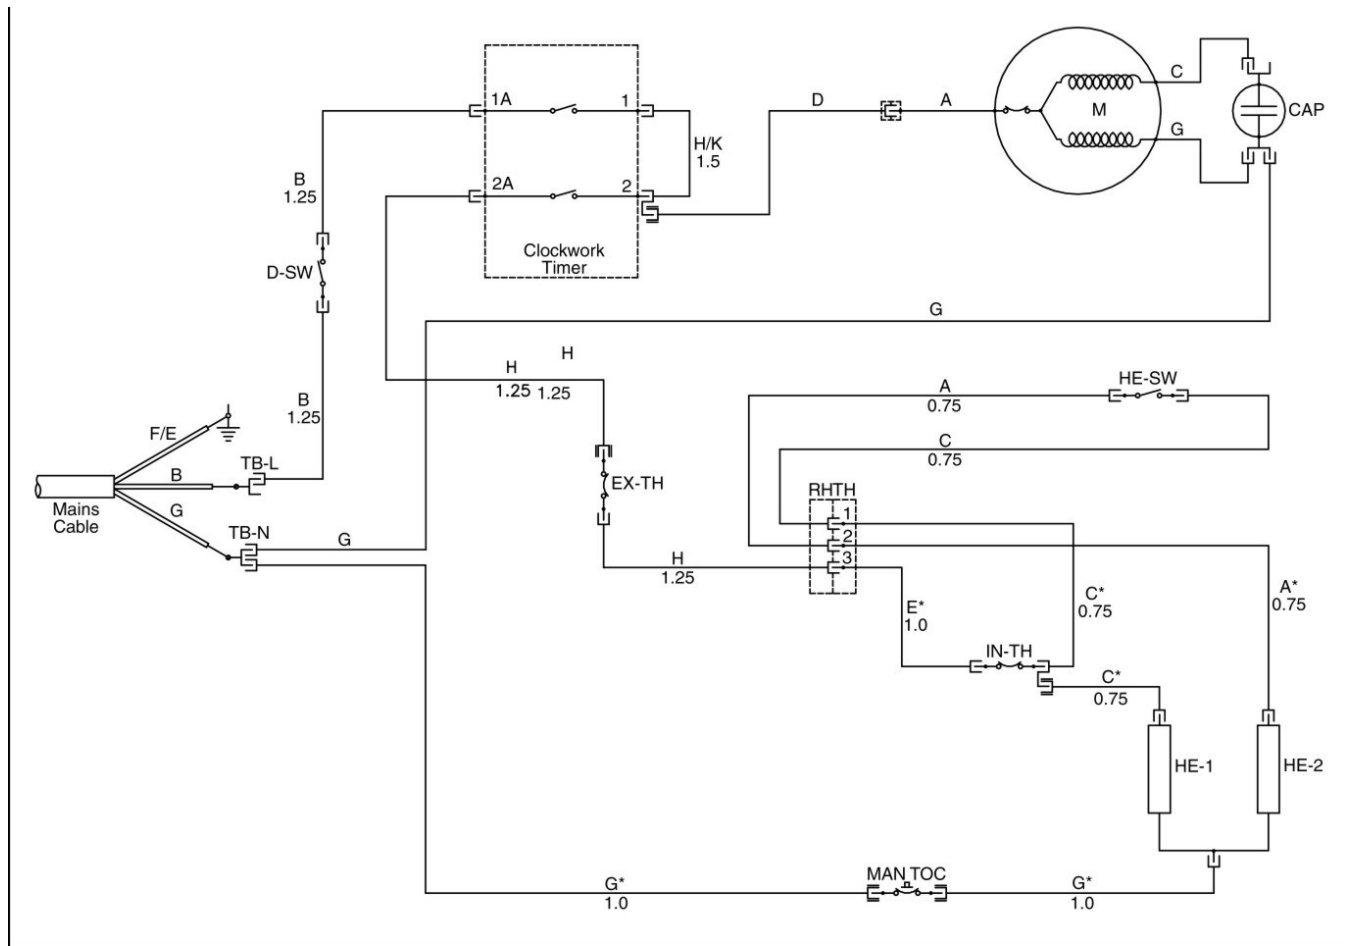 C
1A
1
D
A
M
CAP
H/K
1.5
G
2A
2
B
1.25
Clockwork
Timer
D-SW
G
H
H
1.25
1.25
HE-SW
A
0.75
B
1.25
F/E
C
0.75
TB-L
B
EX-TH
RHTH
Mains
Cable
G
1
TB-N
2
G
3
H
1.25
E*
1.0
C*
0.75
A*
0.75
IN-TH
C*
0.75
HE-1
HE-2
MAN TOC
G*
1.0
G*
1.0